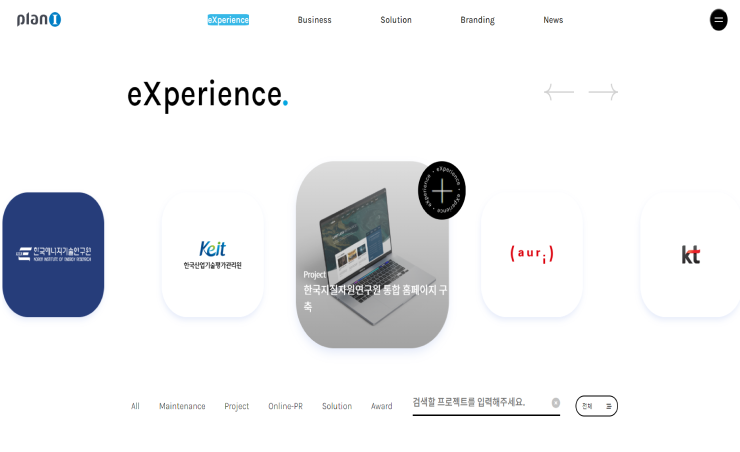 planI
eXperience
Business
Solution
Branding
News
eXperience.
한국에너지기술연구원
KOREA INSTITUTE OF ENERGY RESEARCH
Keit
한국산업기술평가관리원
eXperience · eXperience · eXperience ·
Project
한국지질자원연구원 통합 홈페이지 구
축
(auri)
kt
All
Maintenance
Project
Online-PR
Solution
Award
검색할 프로젝트를 입력해주세요.
전체